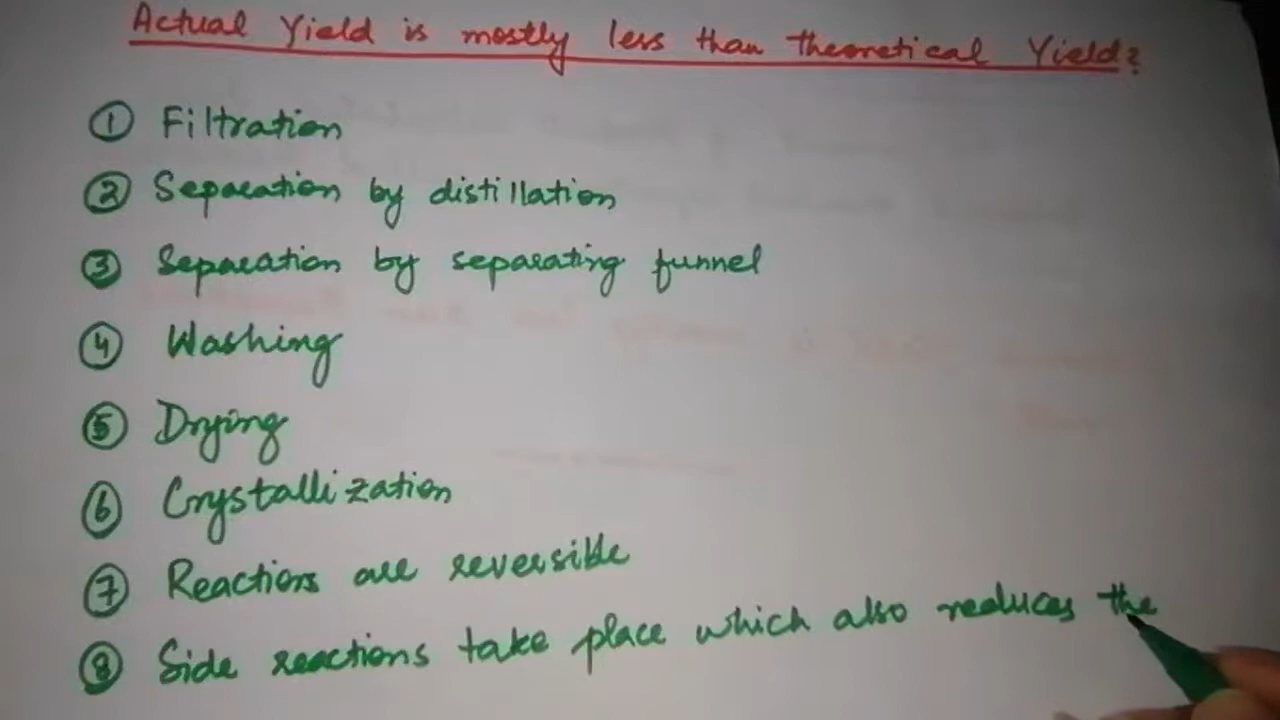 Actual Yield is mostly less than theoretical Yield?
① Filtration
② Separation by distillation
③ Separation by separating funnel
④ Washing
⑤ Drying
⑥ Crystallization
⑦ Reactions are reversible
⑧ Side reactions take place which also reduces the